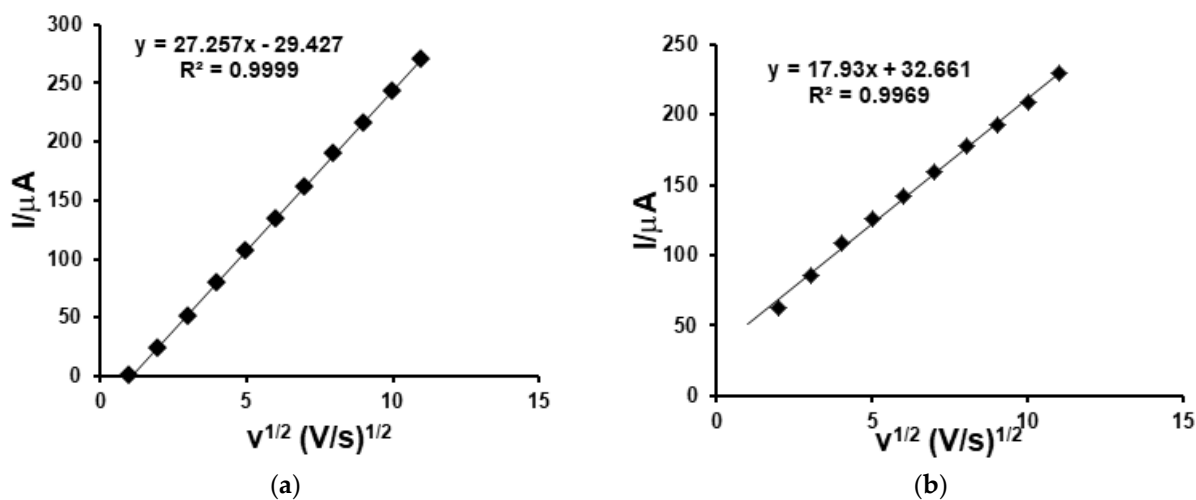 300
250
200
150
100
50
0
y = 27.257x - 29.427
R² = 0.9999
I/μA
0 5 10 15
v^{1/2} (V/s)^{1/2}
(a)
250
200
150
100
50
0
y = 17.93x + 32.661
R² = 0.9969
I/μA
0 5 10 15
v^{1/2} (V/s)^{1/2}
(b)